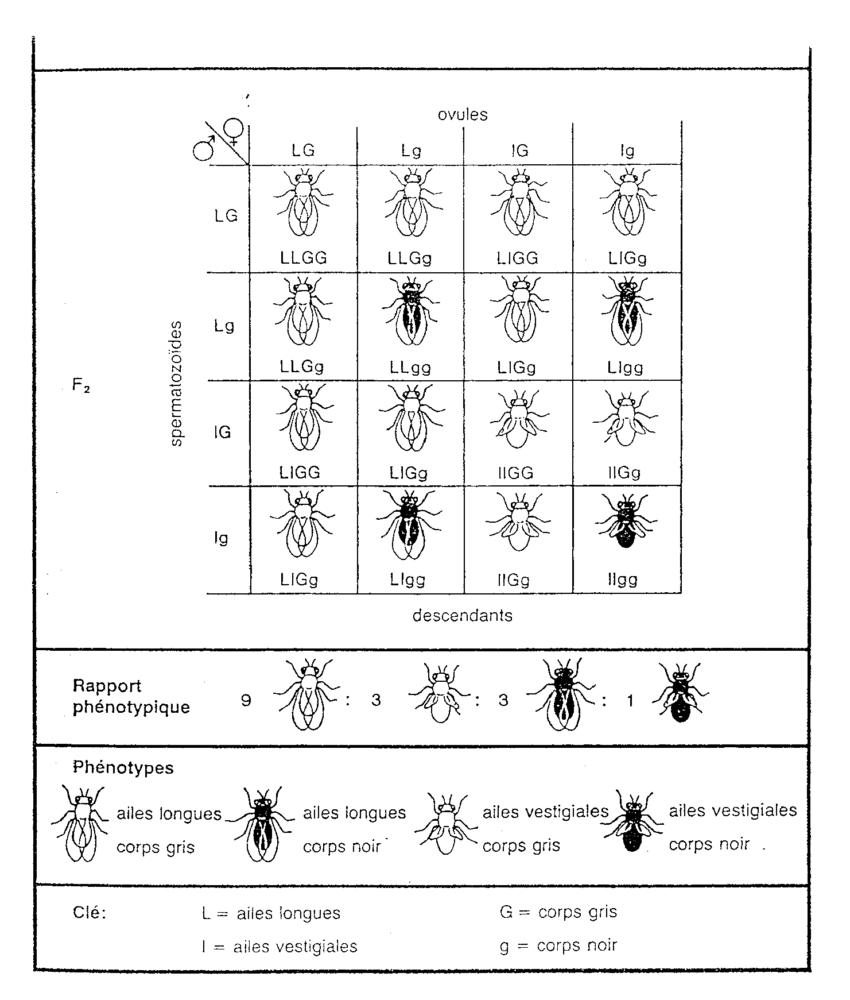 ovules
♂ ♀ LG Lg lG lg
LG
LLGG LLGg LlGG LlGg
Lg
LLGg LLgg LlGg Llgg
F₂
spermatozoïdes
lG
LlGG LlGg llGG llGg
lg
LlGg Llgg llGg llgg
descendants
Rapport
phénotypique
9 : 3 : 3 : 1
Phénotypes
ailes longues
corps gris
ailes longues
corps noir
ailes vestigiales
corps gris
ailes vestigiales
corps noir
Clé: L = ailes longues G = corps gris
l = ailes vestigiales g = corps noir